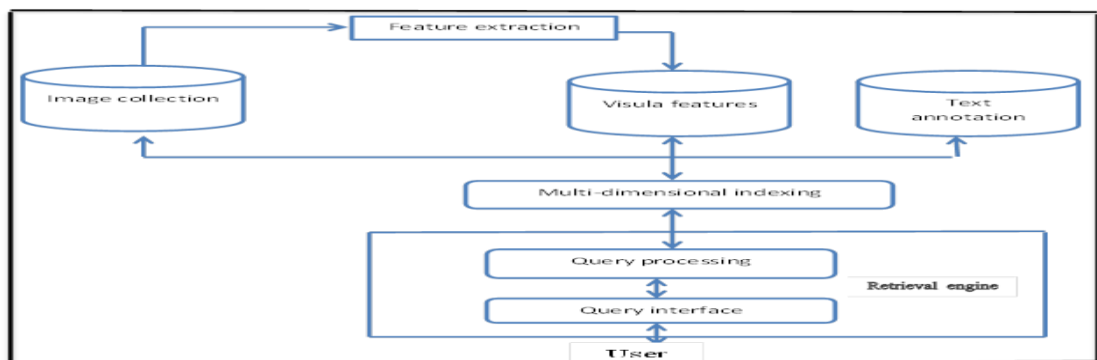 Feature extraction
Image collection
Visula features
Text
annotation
Multi-dimensional indexing
Query processing
Retrieval engine
Query interface
User